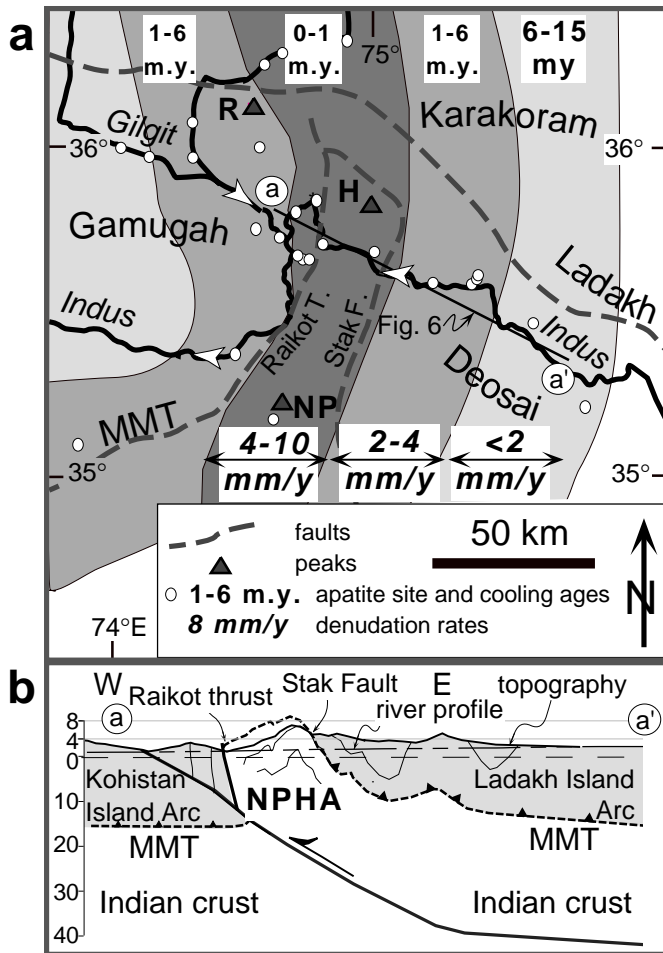 a
1-6
m.y.
0-1
m.y.
75°
1-6
m.y.
6-15
my
Karakoram
R
Gilgit
36°
36°
a
H
Gamugah
Ladakh
Indus
Raikot T.
Stak F.
Fig. 6
Indus
a'
Deosai
MMT
NP
35°
35°
4-10
mm/y
2-4
mm/y
<2
mm/y
faults
50 km
peaks
1-6 m.y. apatite site and cooling ages
8 mm/y denudation rates
N
74°E
b
W
E
a
Raikot thrust
Stak Fault
river profile
topography
a'
8
4
0
Kohistan
Island Arc
NPHA
Ladakh Island
Arc
10
MMT
MMT
20
30
Indian crust
Indian crust
40